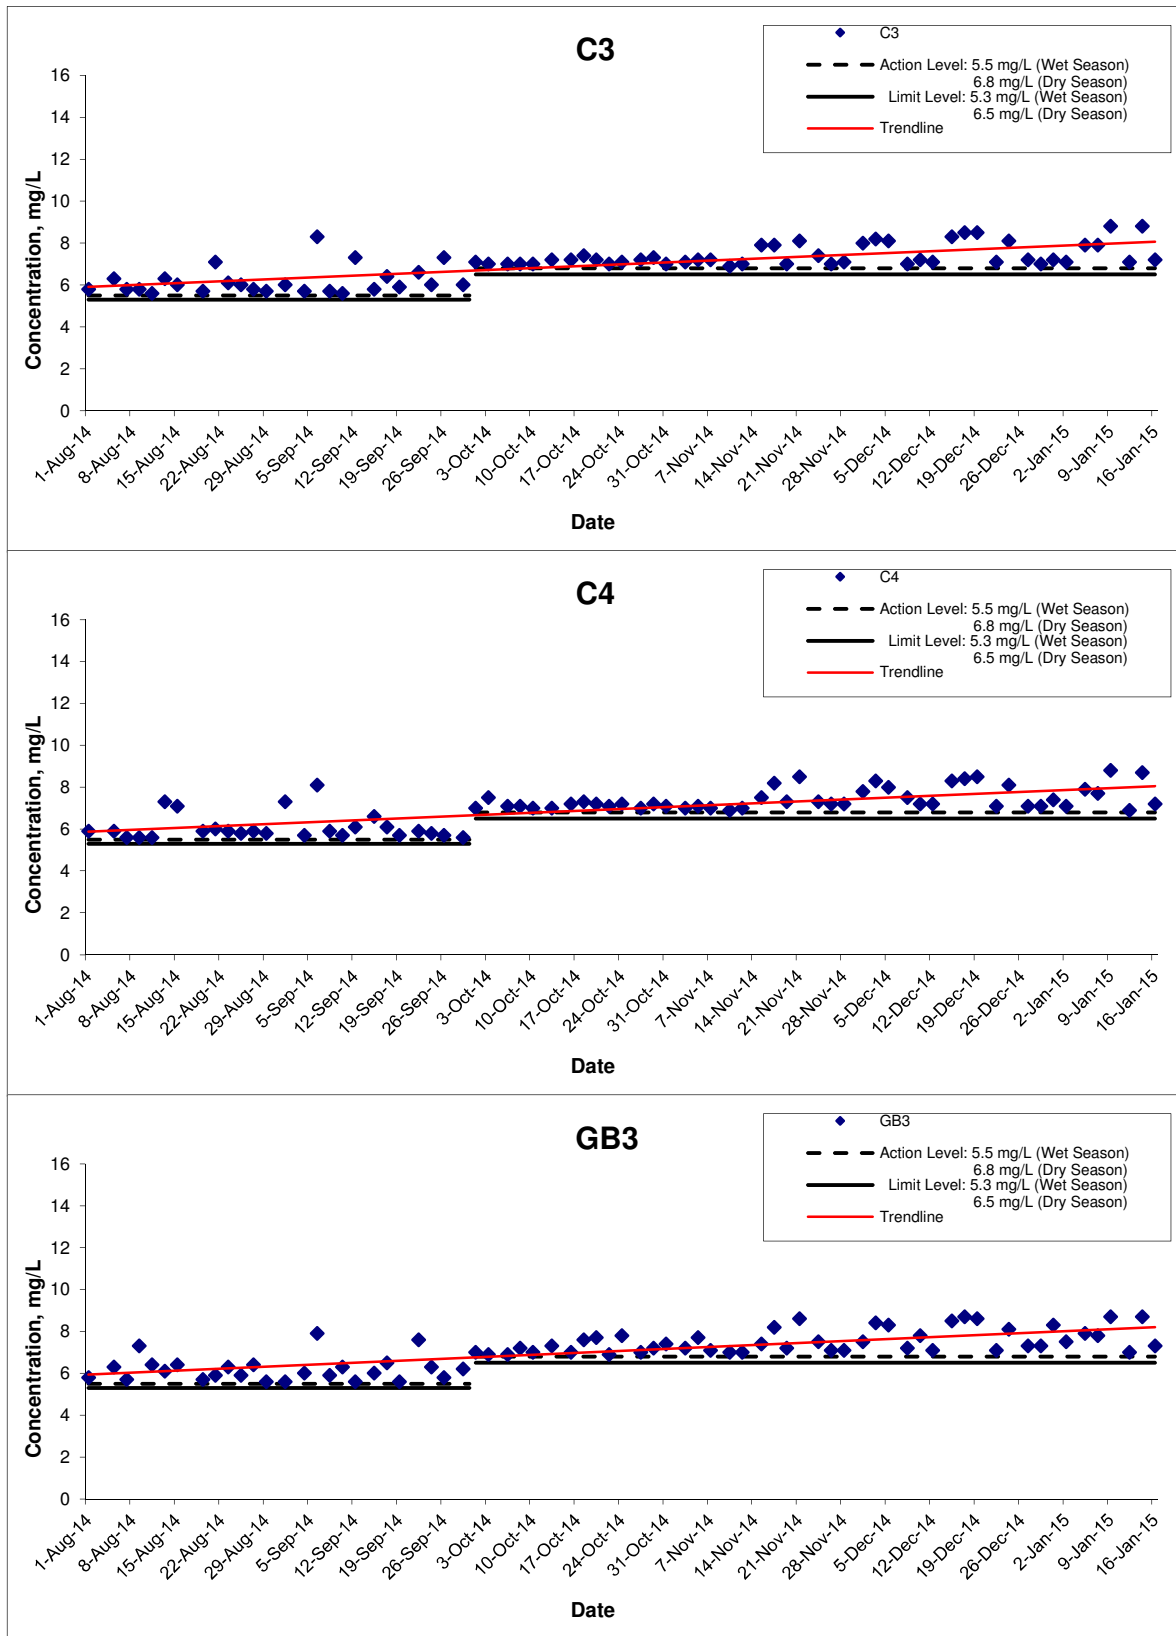 C3
C3
Action Level: 5.5 mg/L (Wet Season)
6.8 mg/L (Dry Season)
Limit Level: 5.3 mg/L (Wet Season)
6.5 mg/L (Dry Season)
Trendline
Concentration, mg/L
16
14
12
10
8
6
4
2
0
1-Aug-14
8-Aug-14
15-Aug-14
22-Aug-14
29-Aug-14
5-Sep-14
12-Sep-14
19-Sep-14
26-Sep-14
3-Oct-14
10-Oct-14
17-Oct-14
24-Oct-14
31-Oct-14
7-Nov-14
14-Nov-14
21-Nov-14
28-Nov-14
5-Dec-14
12-Dec-14
19-Dec-14
26-Dec-14
2-Jan-15
9-Jan-15
16-Jan-15
Date
C4
C4
Action Level: 5.5 mg/L (Wet Season)
6.8 mg/L (Dry Season)
Limit Level: 5.3 mg/L (Wet Season)
6.5 mg/L (Dry Season)
Trendline
Concentration, mg/L
16
14
12
10
8
6
4
2
0
1-Aug-14
8-Aug-14
15-Aug-14
22-Aug-14
29-Aug-14
5-Sep-14
12-Sep-14
19-Sep-14
26-Sep-14
3-Oct-14
10-Oct-14
17-Oct-14
24-Oct-14
31-Oct-14
7-Nov-14
14-Nov-14
21-Nov-14
28-Nov-14
5-Dec-14
12-Dec-14
19-Dec-14
26-Dec-14
2-Jan-15
9-Jan-15
16-Jan-15
Date
GB3
GB3
Action Level: 5.5 mg/L (Wet Season)
6.8 mg/L (Dry Season)
Limit Level: 5.3 mg/L (Wet Season)
6.5 mg/L (Dry Season)
Trendline
Concentration, mg/L
16
14
12
10
8
6
4
2
0
1-Aug-14
8-Aug-14
15-Aug-14
22-Aug-14
29-Aug-14
5-Sep-14
12-Sep-14
19-Sep-14
26-Sep-14
3-Oct-14
10-Oct-14
17-Oct-14
24-Oct-14
31-Oct-14
7-Nov-14
14-Nov-14
21-Nov-14
28-Nov-14
5-Dec-14
12-Dec-14
19-Dec-14
26-Dec-14
2-Jan-15
9-Jan-15
16-Jan-15
Date